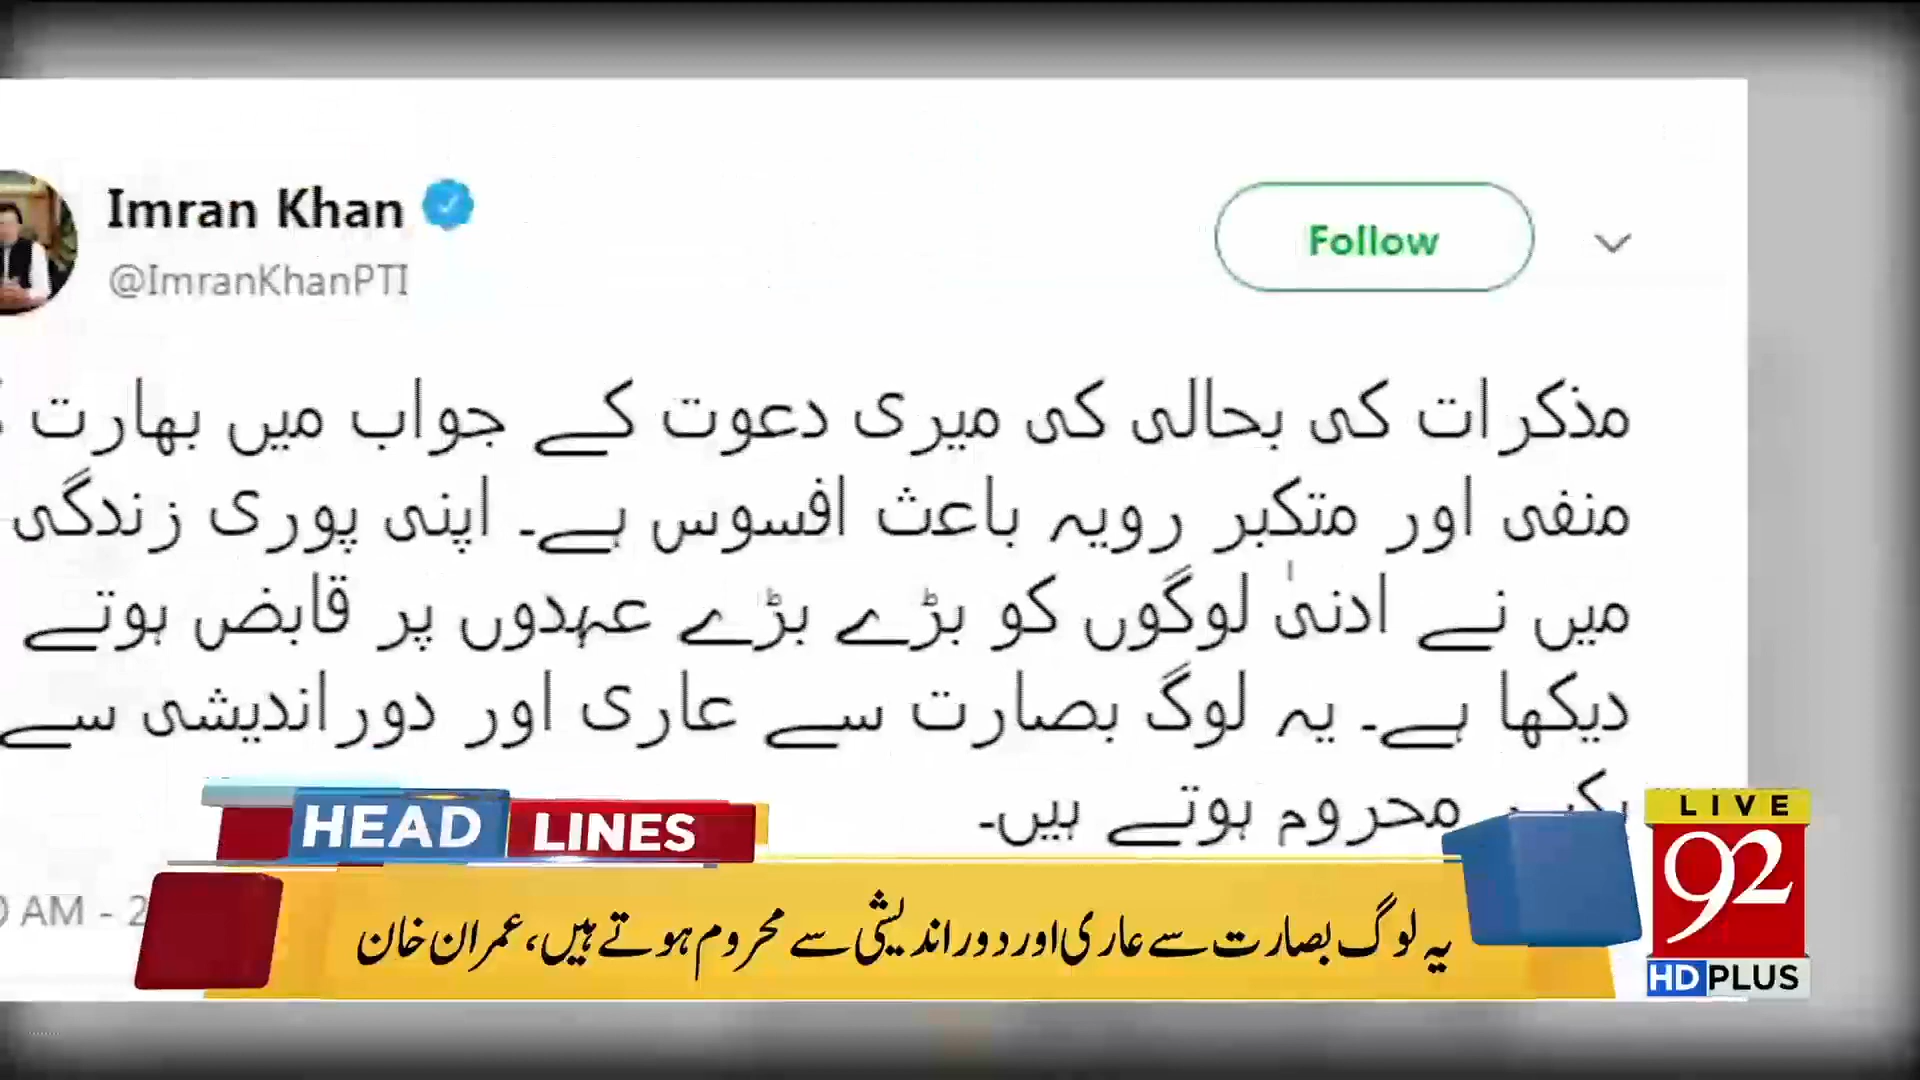 Imran Khan
@ImranKhanPTI
Follow
مذکرات کی بحالی کی میری دعوت کے جواب میں بھارت
منفی اور متکبر رویہ باعث افسوس ہے۔ اپنی پوری زندگی
میں نے ادنیٰ لوگوں کو بڑے بڑے عہدوں پر قابض ہوتے
دیکھا ہے۔ یہ لوگ بصارت سے عاری اور دوراندیشی سے
محروم ہوتے ہیں۔
AM - 2
HEAD LINES
یہ لوگ بصارت سے عاری اور دوراندیشی سے محروم ہوتے ہیں، عمران خان
LIVE
92
HD PLUS